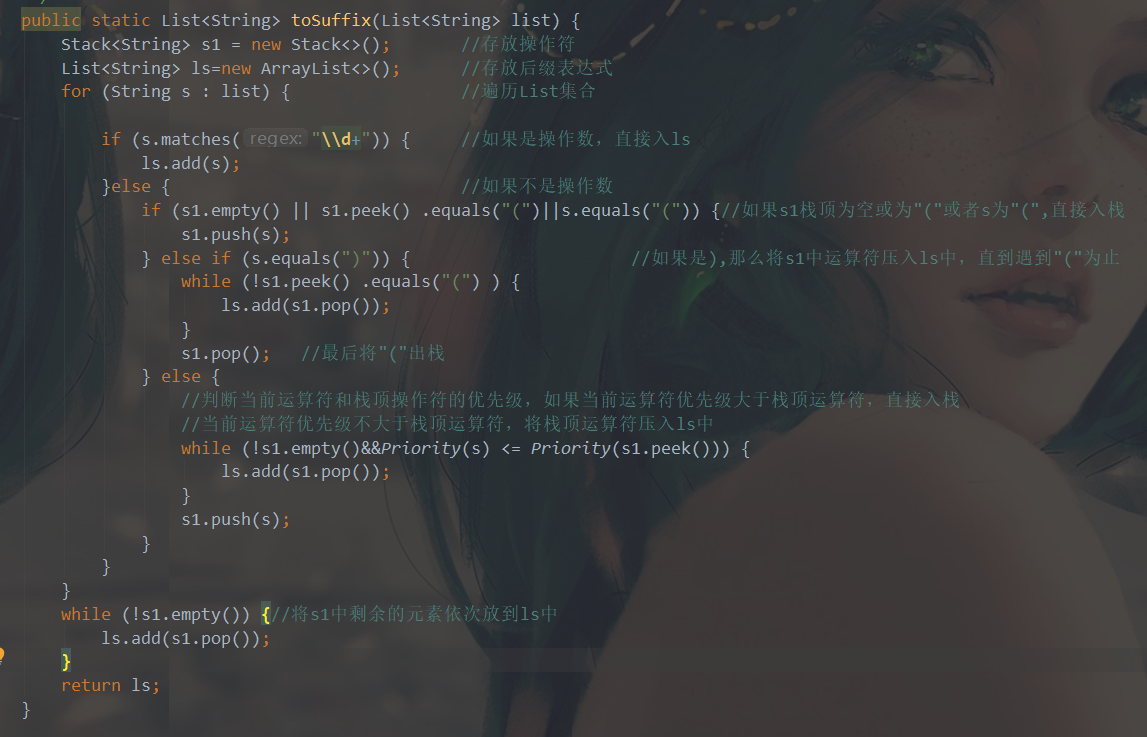 public static List<String> toSuffix(List<String> list) {
Stack<String> s1 = new Stack<>(); //存放操作符
List<String> ls=new ArrayList<>(); //存放后缀表达式
for (String s : list) { //遍历List集合
if (s.matches( regex: "\\d+")) { //如果是操作数，直接入ls
ls.add(s);
}else { //如果不是操作数
if (s1.empty() || s1.peek() .equals("(")||s.equals("(")) {//如果s1栈顶为空或为"("或者s为"(",直接入栈
s1.push(s);
} else if (s.equals(")")) { //如果是),那么将s1中运算符压入ls中，直到遇到"("为止
while (!s1.peek() .equals("(") ) {
ls.add(s1.pop());
}
s1.pop(); //最后将"("出栈
} else {
//判断当前运算符和栈顶操作符的优先级，如果当前运算符优先级大于栈顶运算符，直接入栈
//当前运算符优先级不大于栈顶运算符，将栈顶运算符压入ls中
while (!s1.empty()&&Priority(s) <= Priority(s1.peek())) {
ls.add(s1.pop());
}
s1.push(s);
}
}
}
while (!s1.empty()) {//将s1中剩余的元素依次放到ls中
ls.add(s1.pop());
}
return ls;
}